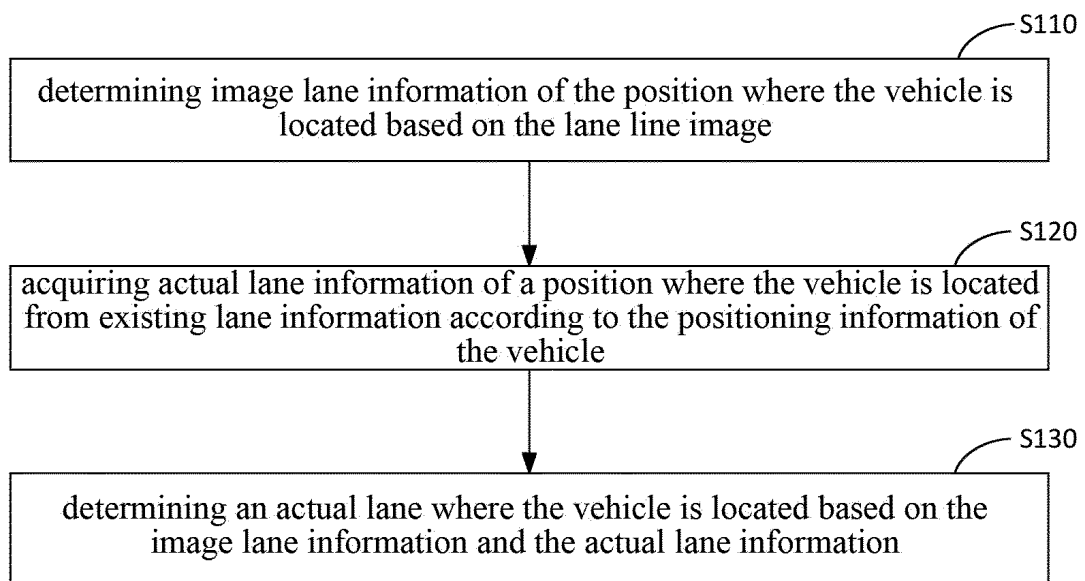 S110
determining image lane information of the position where the vehicle is
located based on the lane line image
S120
acquiring actual lane information of a position where the vehicle is located
from existing lane information according to the positioning information of
the vehicle
S130
determining an actual lane where the vehicle is located based on the
image lane information and the actual lane information